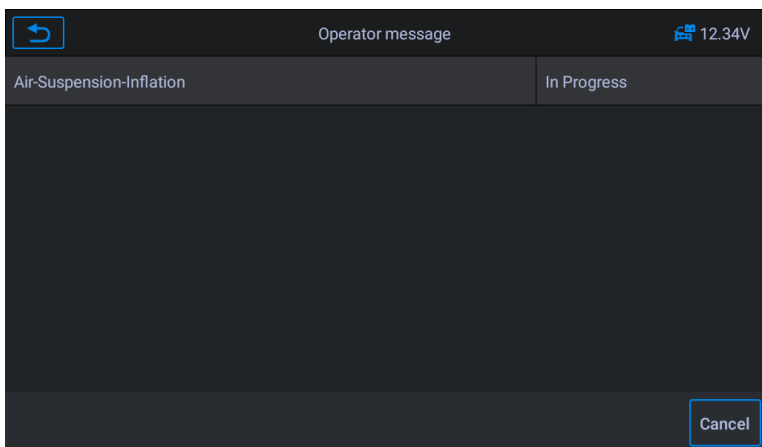 Operator message
12.34V
Air-Suspension-Inflation
In Progress
Cancel